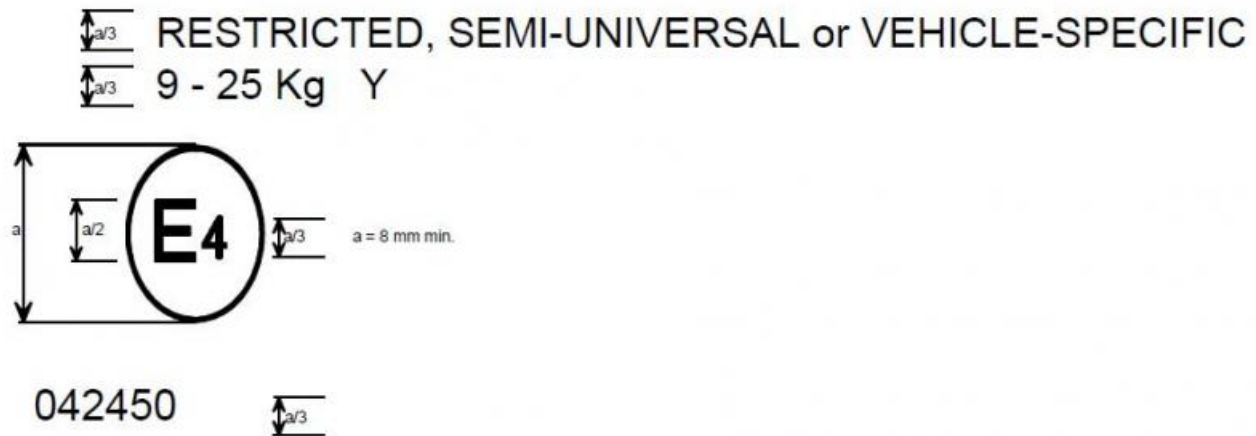 a/3 RESTRICTED, SEMI-UNIVERSAL or VEHICLE-SPECIFIC
a/3 9 - 25 Kg Y
a a/2 E4 a/3 a = 8 mm min.
042450 a/3